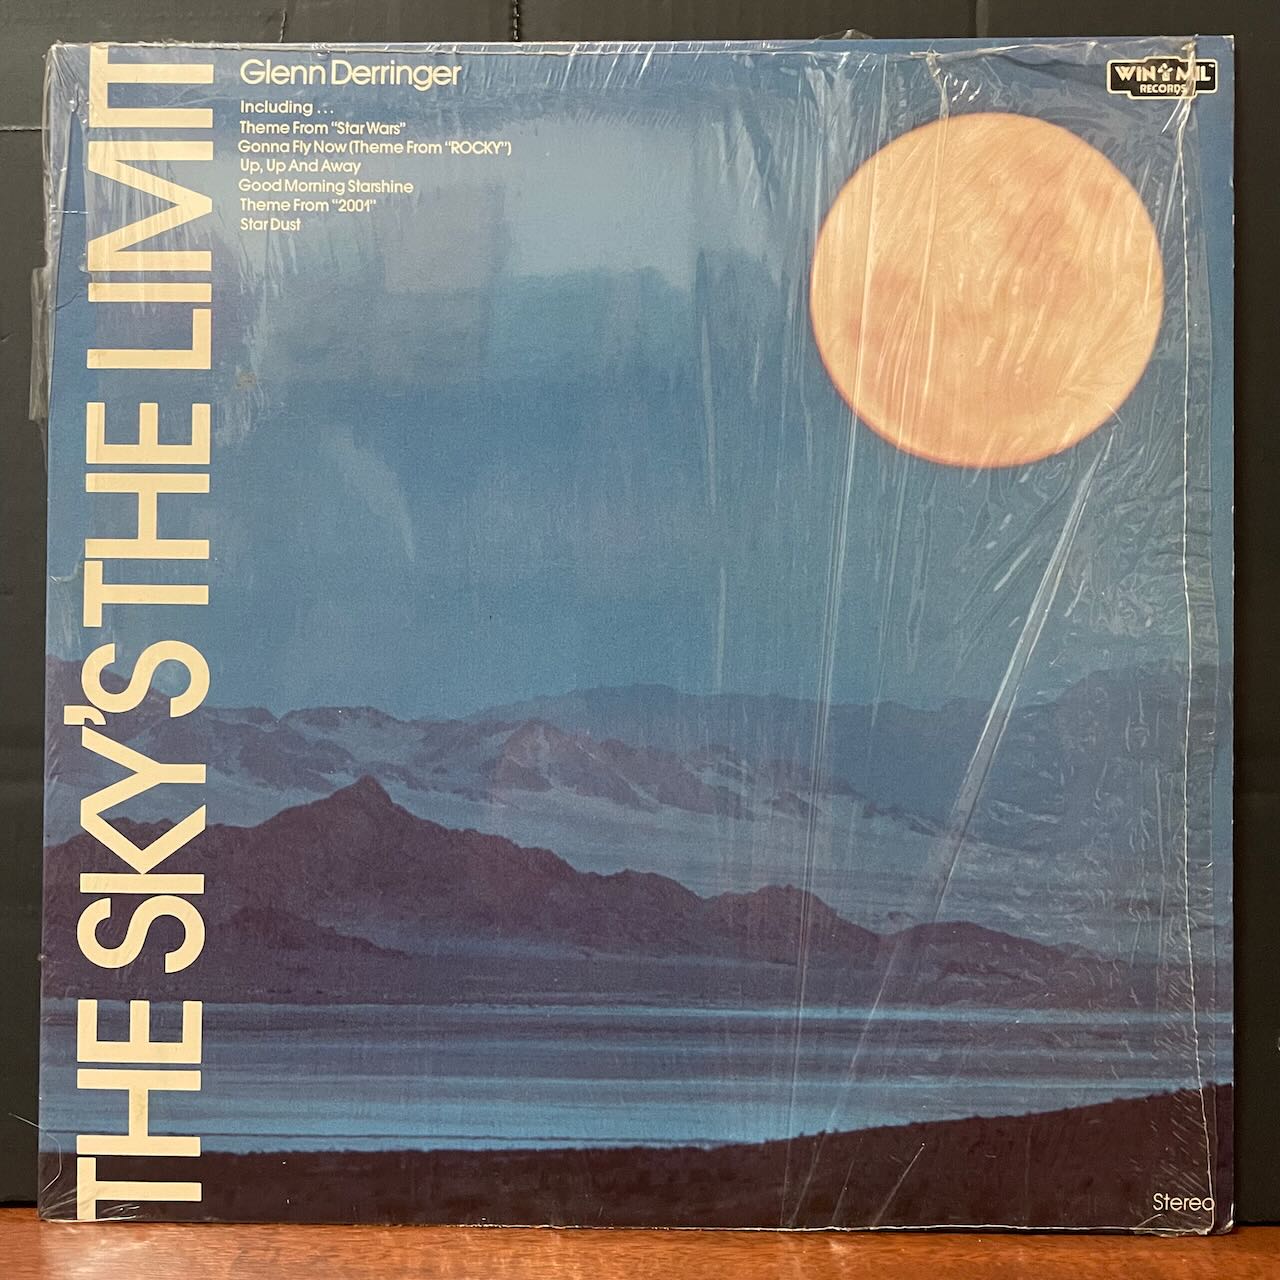 THE SKY'S THE LIMIT
Glenn Derringer
Including ...
Theme From "Star Wars"
Gonna Fly Now (Theme From "ROCKY")
Up, Up And Away
Good Morning Starshine
Theme From "2001"
Star Dust
WIN MIL
RECORDS
Stereo